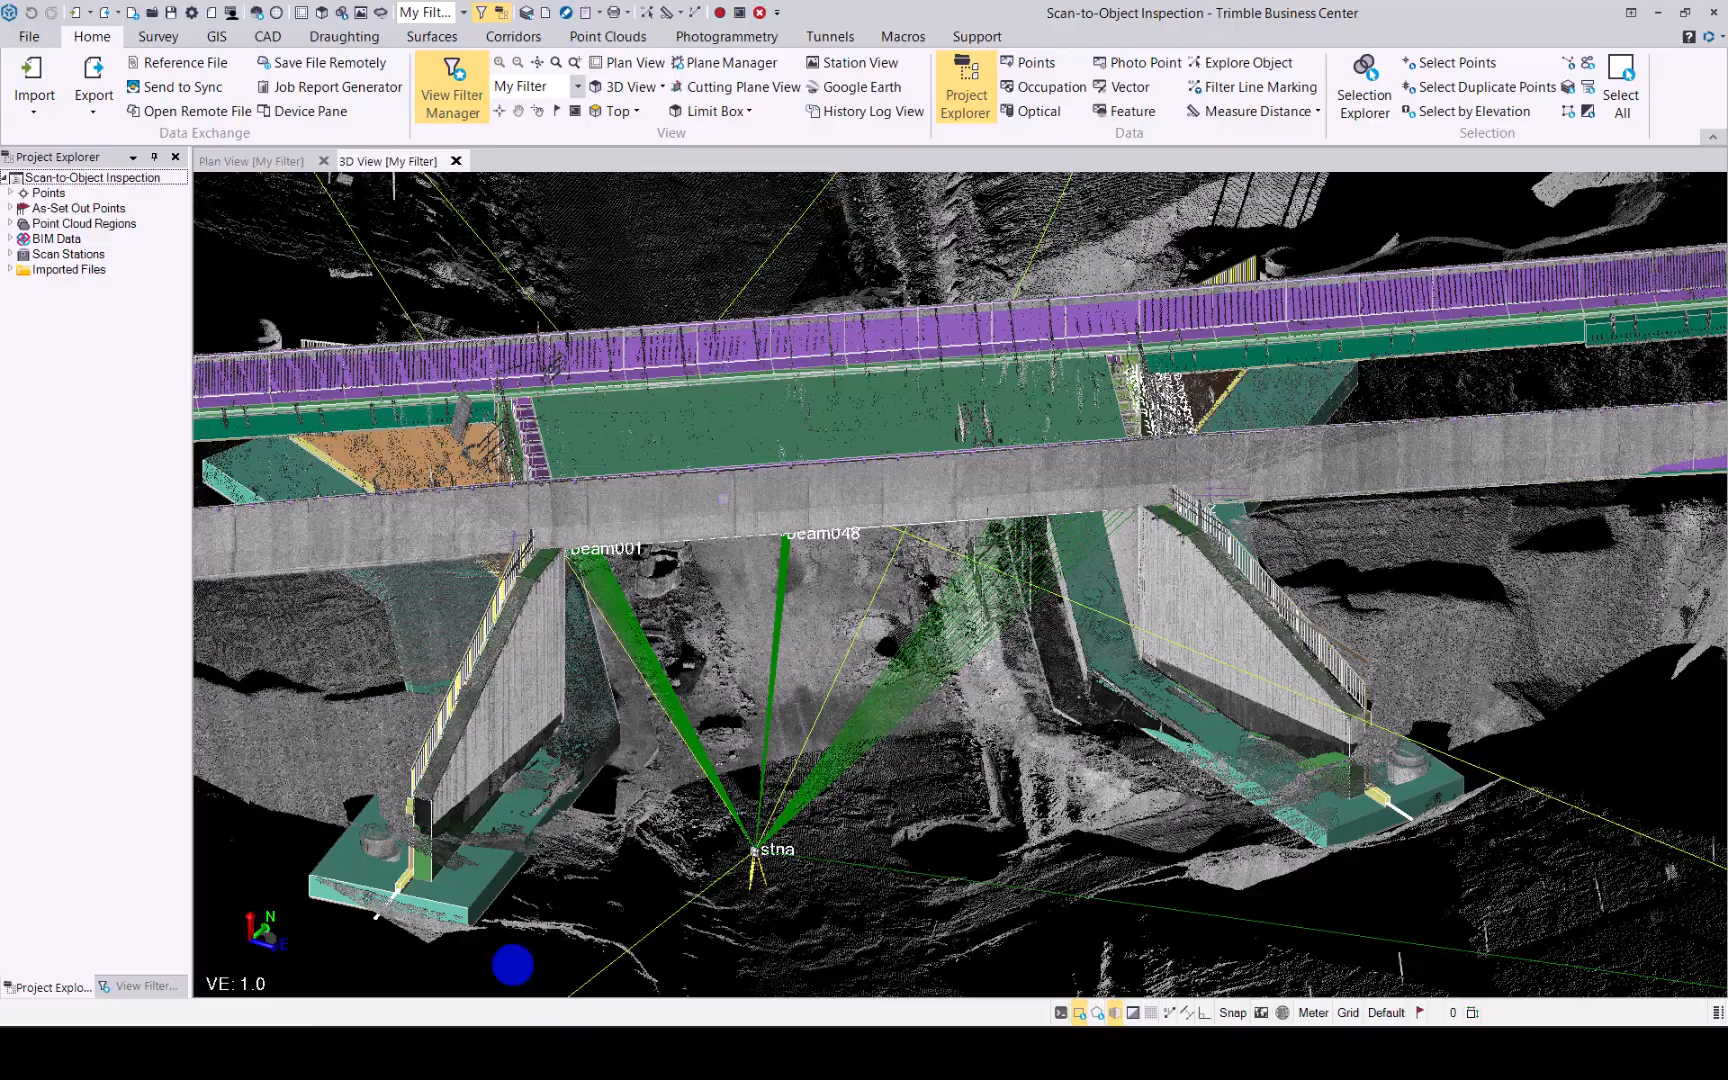 My Filt...
Scan-to-Object Inspection - Trimble Business Center
File Home Survey GIS CAD Draughting Surfaces Corridors Point Clouds Photogrammetry Tunnels Macros Support
Import
Export
Reference File
Save File Remotely
Send to Sync
Job Report Generator
Open Remote File
Device Pane
Data Exchange
View Filter
Manager
Plan View
Plane Manager
Station View
My Filter
3D View
Cutting Plane View
Google Earth
Top
Limit Box
History Log View
View
Project
Explorer
Points
Photo Point
Explore Object
Occupation
Vector
Filter Line Marking
Optical
Feature
Measure Distance
Data
Selection
Explorer
Select Points
Select Duplicate Points
Select by Elevation
Select
All
Selection
Project Explorer
Plan View [My Filter]
3D View [My Filter]
Scan-to-Object Inspection
Points
As-Set Out Points
Point Cloud Regions
BIM Data
Scan Stations
Imported Files
beam001
beam048
stna
N
E
VE: 1.0
Project Explo...
View Filter...
Snap
Meter
Grid
Default
0